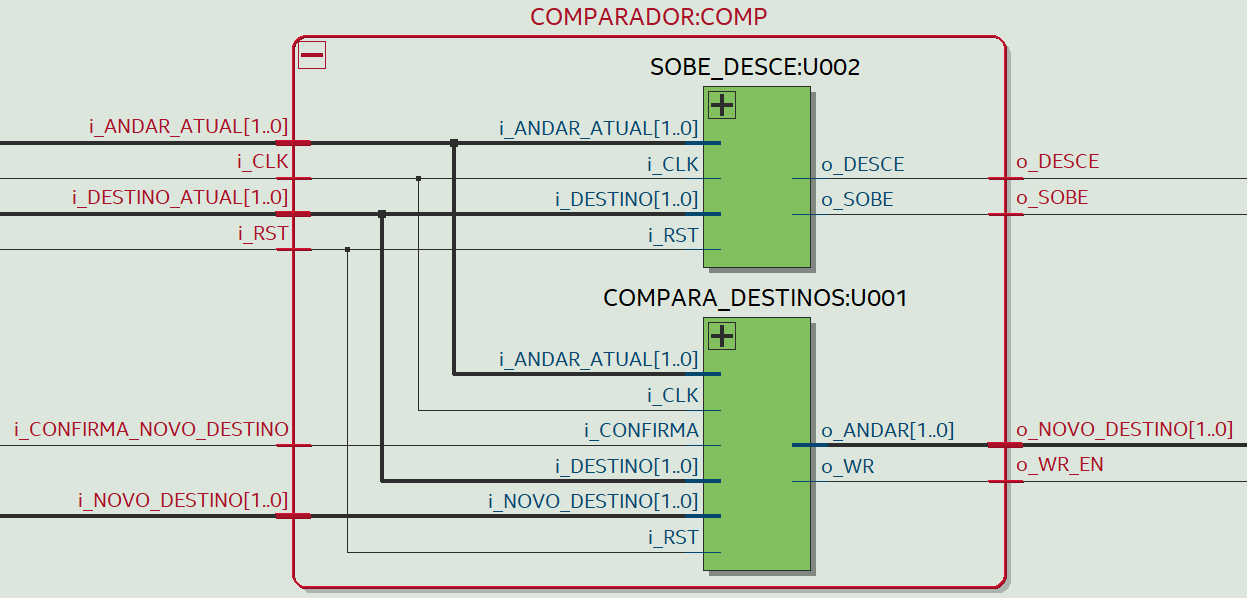 COMPARADOR:COMP
SOBE_DESCE:U002
i_ANDAR_ATUAL[1..0]
i_ANDAR_ATUAL[1..0]
i_CLK
i_CLK
o_DESCE
o_DESCE
i_DESTINO_ATUAL[1..0]
i_DESTINO[1..0]
o_SOBE
o_SOBE
i_RST
i_RST
COMPARA_DESTINOS:U001
i_ANDAR_ATUAL[1..0]
i_CLK
i_CONFIRMA_NOVO_DESTINO
i_CONFIRMA
o_ANDAR[1..0]
o_NOVO_DESTINO[1..0]
i_DESTINO[1..0]
o_WR
o_WR_EN
i_NOVO_DESTINO[1..0]
i_NOVO_DESTINO[1..0]
i_RST